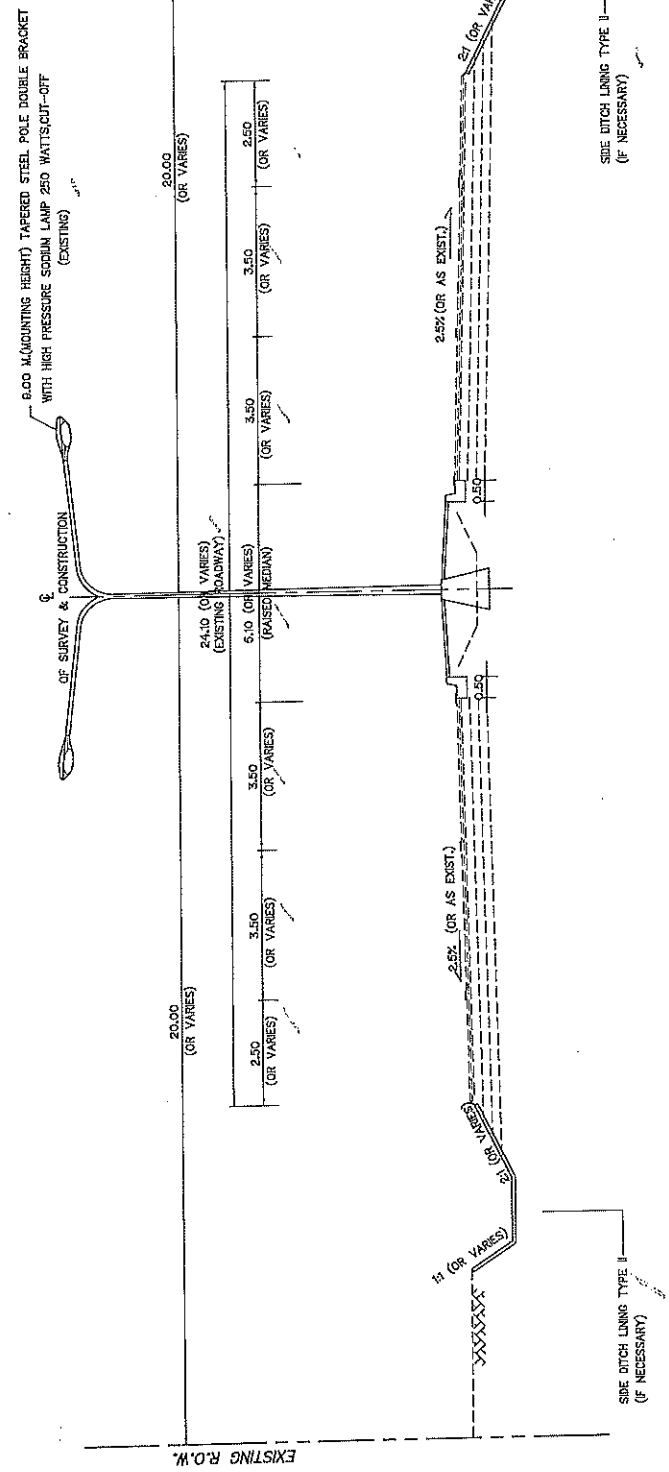 9.00 M.(MOUNTING HEIGHT) TAPERED STEEL POLE DOUBLE BRACKET
WITH HIGH PRESSURE SODIUM LAMP 250 WATTS,CUT-OFF
(EXISTING)
℄
OF SURVEY & CONSTRUCTION
20.00
(OR VARIES)
20.00
(OR VARIES)
24.10 (OR VARIES)
(EXISTING ROADWAY)
2.50
(OR VARIES)
3.50
(OR VARIES)
3.50
(OR VARIES)
5.10 (OR VARIES)
(RAISED MEDIAN)
3.50
(OR VARIES)
3.50
(OR VARIES)
2.50
(OR VARIES)
EXISTING R.O.W.
1:1 (OR VARIES)
2:1 (OR VARIES)
2.5% (OR AS EXIST.)
0.50
0.50
2.5% (OR AS EXIST.)
2:1 (OR VAR
SIDE DITCH LINING TYPE II
(IF NECESSARY)
SIDE DITCH LINING TYPE II
(IF NECESSARY)